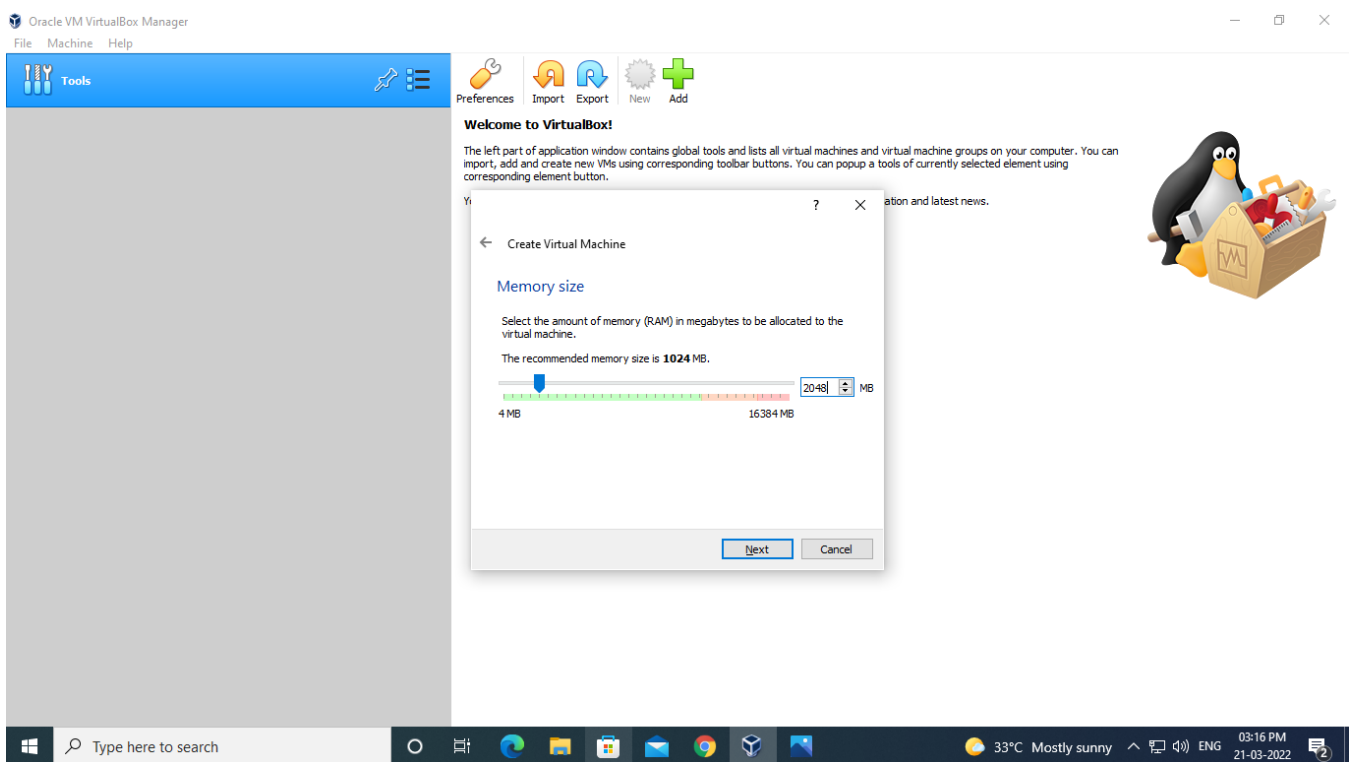 Oracle VM VirtualBox Manager
File Machine Help
Tools
Preferences Import Export New Add
Welcome to VirtualBox!
The left part of application window contains global tools and lists all virtual machines and virtual machine groups on your computer. You can
import, add and create new VMs using corresponding toolbar buttons. You can popup a tools of currently selected element using
corresponding element button.
ation and latest news.
?
Create Virtual Machine
Memory size
Select the amount of memory (RAM) in megabytes to be allocated to the
virtual machine.
The recommended memory size is 1024 MB.
2048 MB
4 MB 16384 MB
Next Cancel
Type here to search
33°C Mostly sunny ENG 03:16 PM
21-03-2022 2